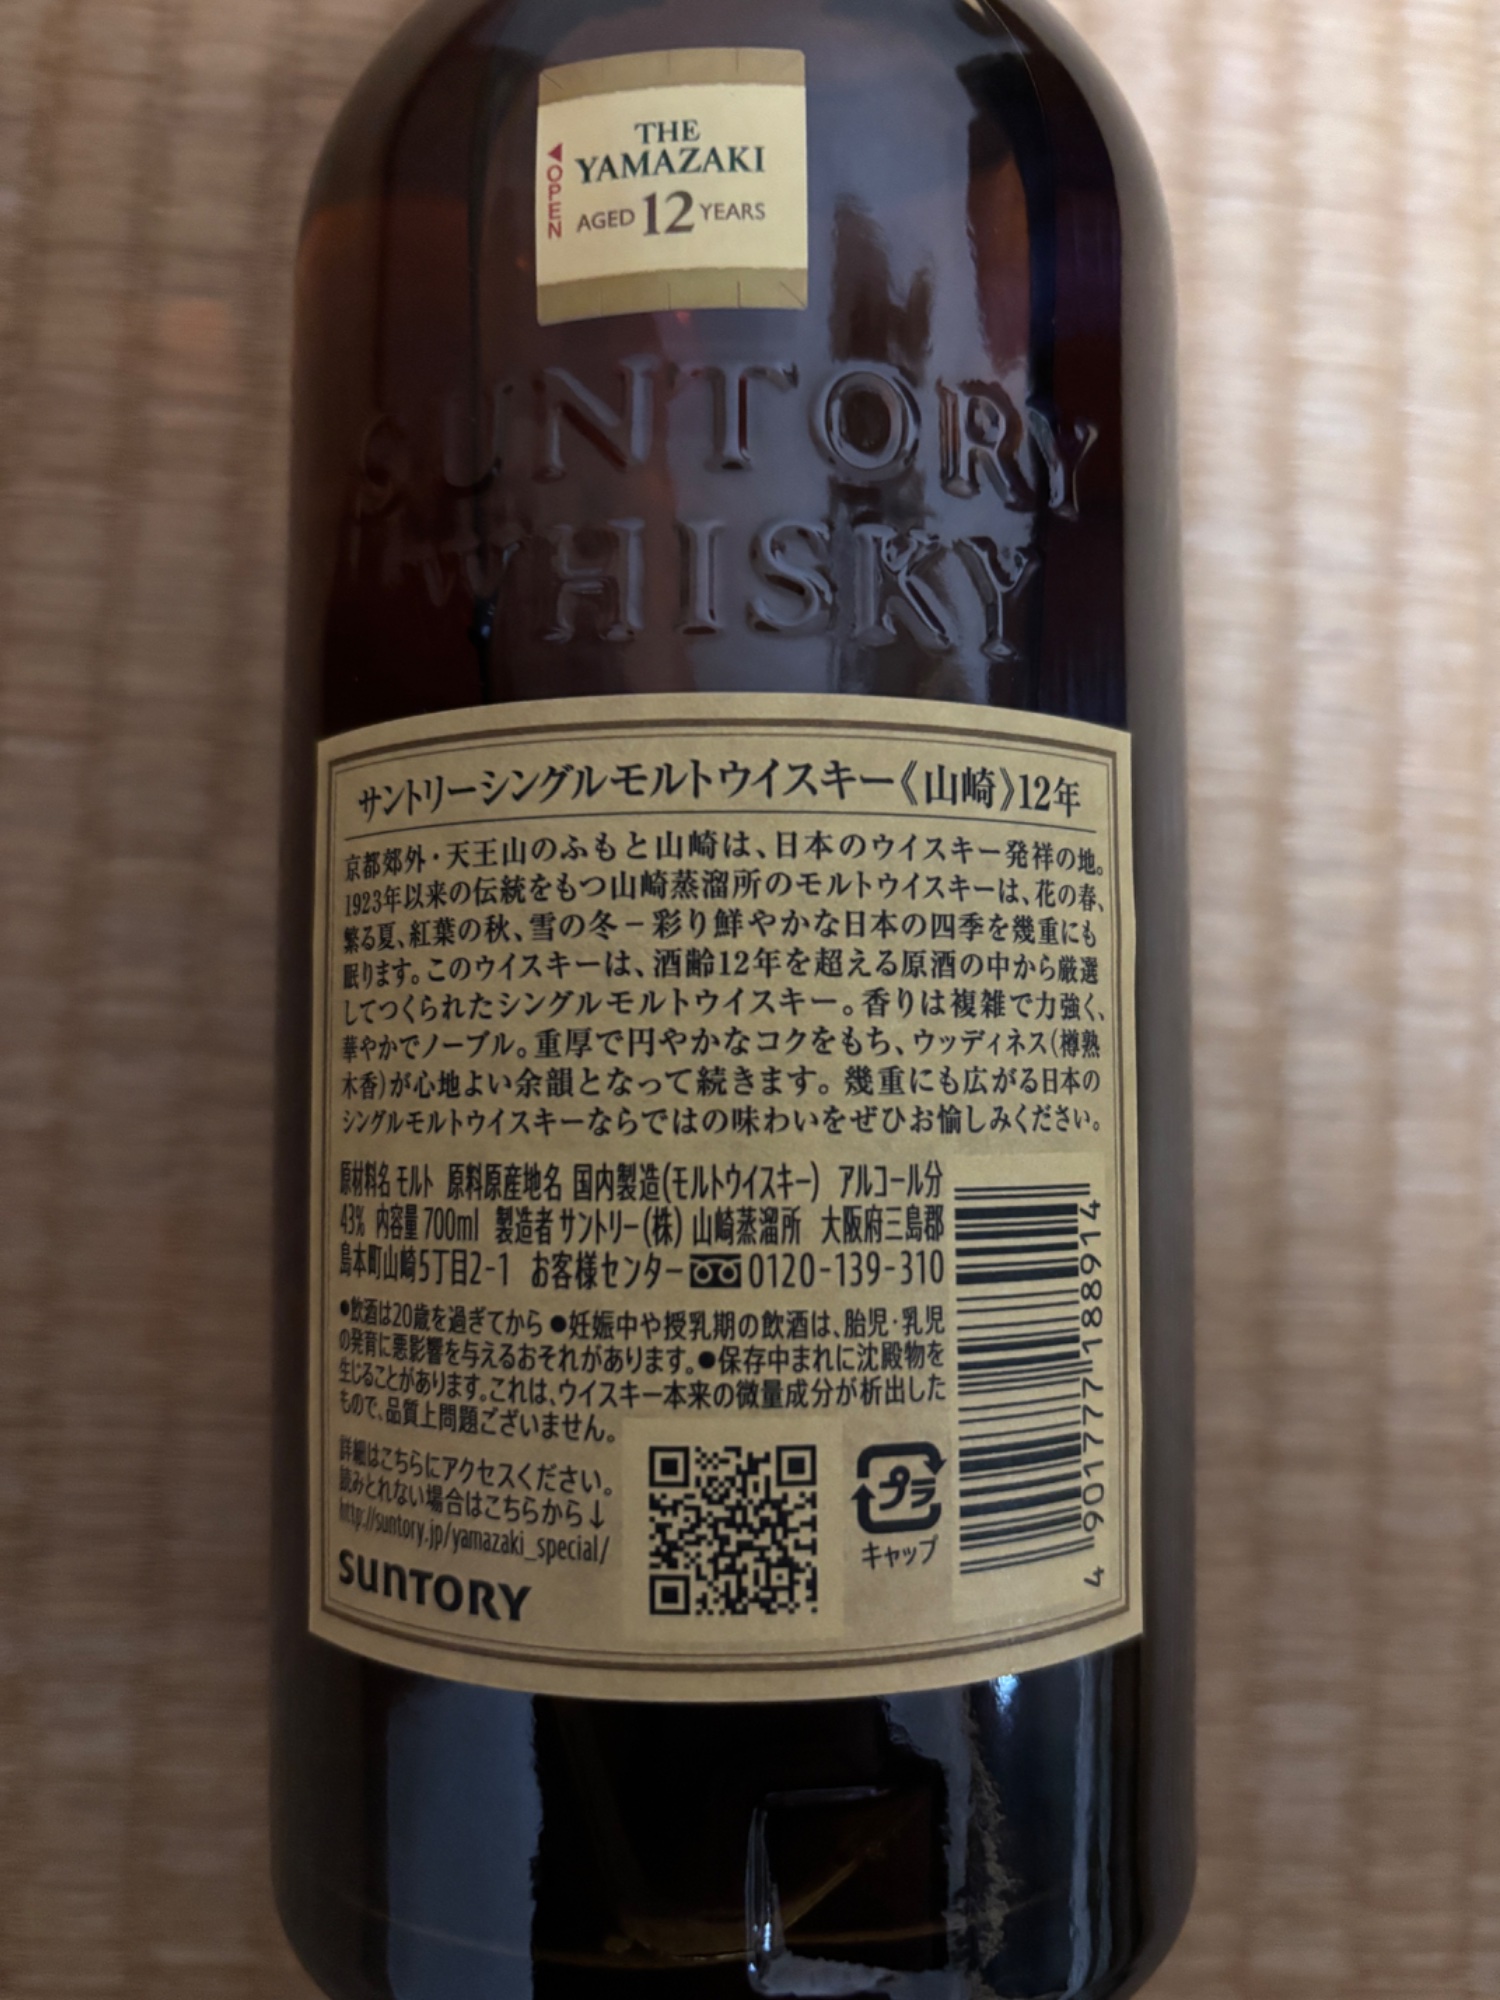 THE
YAMAZAKI
AGED 12 YEARS
◀OPEN
SUNTORY
WHISKY
サントリーシングルモルトウイスキー《山崎》12年
京都郊外・天王山のふもと山崎は、日本のウイスキー発祥の地。
1923年以来の伝統をもつ山崎蒸溜所のモルトウイスキーは、花の春、
繁る夏、紅葉の秋、雪の冬−彩り鮮やかな日本の四季を幾重にも
眠ります。このウイスキーは、酒齢12年を超える原酒の中から厳選
してつくられたシングルモルトウイスキー。香りは複雑で力強く、
華やかでノーブル。重厚で円やかなコクをもち、ウッディネス(樽熟
木香)が心地よい余韻となって続きます。幾重にも広がる日本の
シングルモルトウイスキーならではの味わいをぜひお愉しみください。
原材料名 モルト 原料原産地名 国内製造(モルトウイスキー) アルコール分
43% 内容量 700ml 製造者 サントリー(株) 山崎蒸溜所 大阪府三島郡
島本町山崎5丁目2-1 お客様センター 0120-139-310
●飲酒は20歳を過ぎてから ●妊娠中や授乳期の飲酒は、胎児・乳児
の発育に悪影響を与えるおそれがあります。●保存中まれに沈殿物を
生じることがあります。これは、ウイスキー本来の微量成分が析出した
もので、品質上問題ございません。
詳細はこちらにアクセスください。
読みとれない場合はこちらから↓
http://suntory.jp/yamazaki_special/
SUNTORY
プラ
キャップ
4 901777 188914